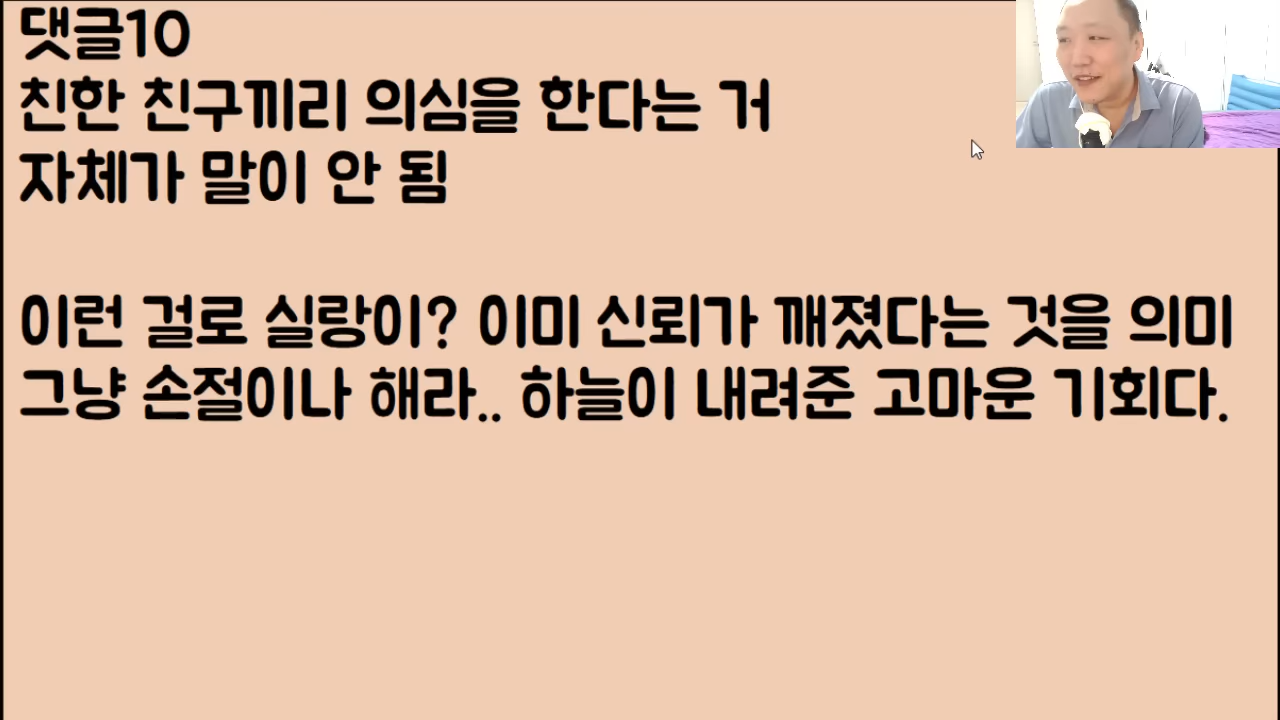 댓글10
친한 친구끼리 의심을 한다는 거
자체가 말이 안 됨
이런 걸로 실랑이? 이미 신뢰가 깨졌다는 것을 의미
그냥 손절이나 해라.. 하늘이 내려준 고마운 기회다.